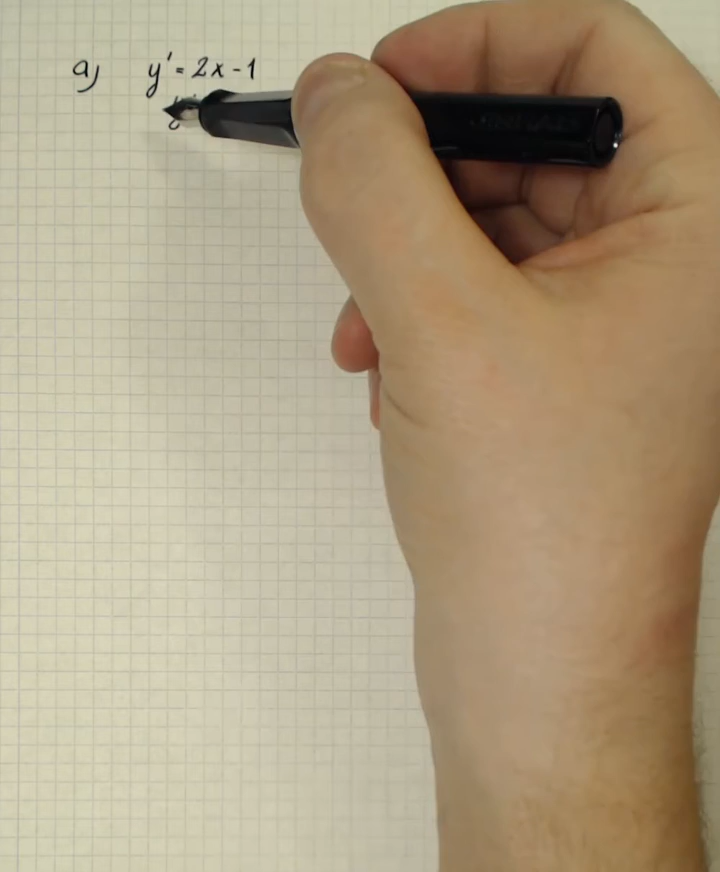 a) y' = 2x - 1